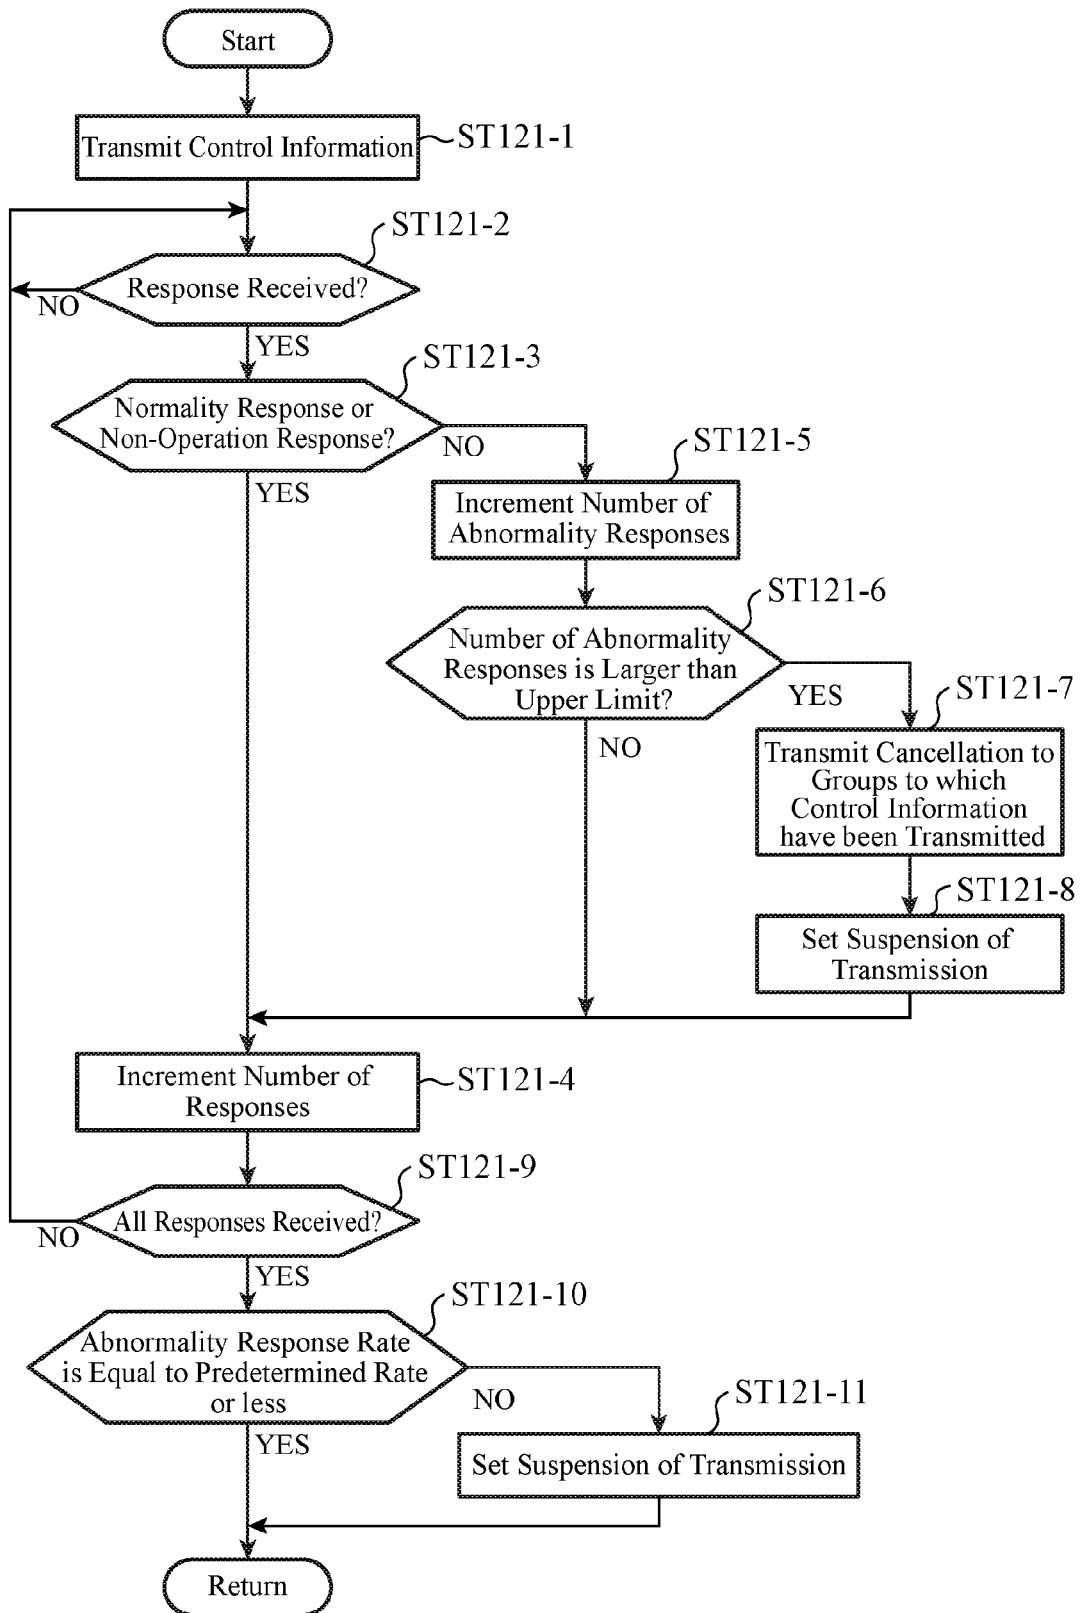 Start
Transmit Control Information
ST121-1
ST121-2
Response Received?
NO
YES
ST121-3
Normality Response or
Non-Operation Response?
NO
YES
ST121-5
Increment Number of
Abnormality Responses
ST121-6
Number of Abnormality
Responses is Larger than
Upper Limit?
YES
NO
ST121-7
Transmit Cancellation to
Groups to which
Control Information
have been Transmitted
ST121-8
Set Suspension of
Transmission
Increment Number of
Responses
ST121-4
ST121-9
All Responses Received?
NO
YES
ST121-10
Abnormality Response Rate
is Equal to Predetermined Rate
or less
NO
YES
ST121-11
Set Suspension of Transmission
Return